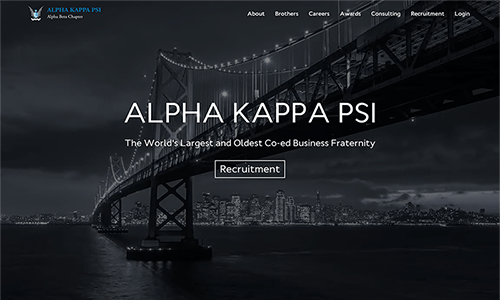 ALPHA KAPPA PSI
Alpha Beta Chapter
About Brothers Careers Awards Consulting Recruitment Login
ALPHA KAPPA PSI
The World's Largest and Oldest Co-ed Business Fraternity
Recruitment